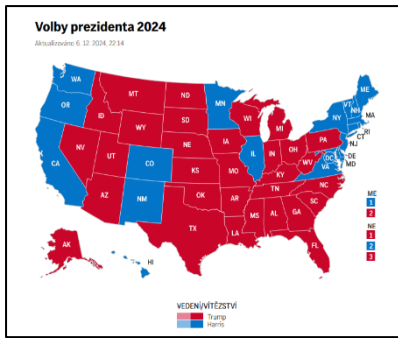 Volby prezidenta 2024
Aktualizováno 6. 12. 2024, 22:14
WA
MT
ND
MN
ME
VT
NH
OR
ID
SD
WI
MI
NY
MA
WY
RI
CT
NV
NE
IA
PA
NJ
IL
IN
OH
DE
UT
CO
DC
MD
CA
KS
MO
WV
VA
KY
NC
TN
AZ
NM
OK
AR
SC
MS
AL
GA
TX
LA
FL
AK
HI
ME
1
2
NE
1
2
3
VEDENÍ/VÍTĚZSTVÍ
Trump
Harris